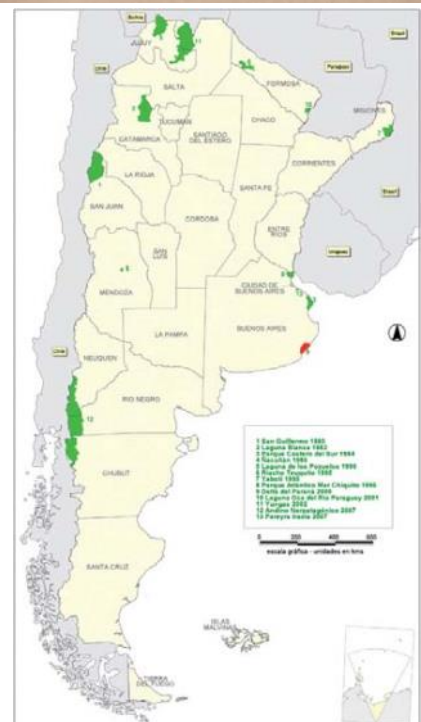 Bolivia
JUJUY
11
Brasil
Chile
Paraguay
SALTA
FORMOSA
MISIONES
TUCUMAN
CHACO
CATAMARCA
SANTIAGO
DEL ESTERO
CORRIENTES
Brasil
LA RIOJA
SANTA FE
SAN JUAN
CORDOBA
ENTRE
RIOS
Uruguay
SAN
LUIS
MENDOZA
CIUDAD DE
BUENOS AIRES
LA PAMPA
BUENOS AIRES
Chile
NEUQUEN
RIO NEGRO
12
CHUBUT
1 San Guillermo 1980
2 Laguna Blanca 1982
3 Parque Costero del Sur 1984
4 Ñacuñán 1986
5 Laguna de los Pozuelos 1990
6 Riacho Teuquito
7 Yabotí 1995
8 Parque Atlántico Mar Chiquito 1996
9 Delta del Paraná 2000
10 Laguna Oca del Río Paraguay 2001
11 Yungas 2002
12 Andino Norpatagónica 2007
13 Pereyra Iraola 2007
escala gráfica - unidades en kms
SANTA CRUZ
ISLAS
MALVINAS
TIERRA
DEL FUEGO